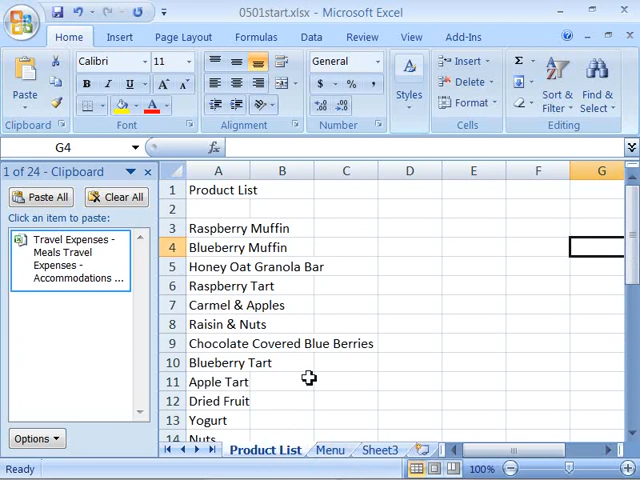 0501start.xlsx - Microsoft Excel
Home Insert Page Layout Formulas Data Review View Add-Ins
Paste
Clipboard
Calibri 11
B I U
A A
A
Font
Alignment
General
$ % ,
.0 .00
.00 .0
Number
A
Styles
Insert
Delete
Format
Cells
Σ
Sort & Filter
Find & Select
Editing
G4
fx
1 of 24 - Clipboard
Paste All Clear All
Click an item to paste:
Travel Expenses -
Meals Travel
Expenses -
Accommodations ...
Options
A B C D E F G
1 Product List
2
3 Raspberry Muffin
4 Blueberry Muffin
5 Honey Oat Granola Bar
6 Raspberry Tart
7 Carmel & Apples
8 Raisin & Nuts
9 Chocolate Covered Blue Berries
10 Blueberry Tart
11 Apple Tart
12 Dried Fruit
13 Yogurt
14 Nuts
Product List Menu Sheet3
Ready
100%